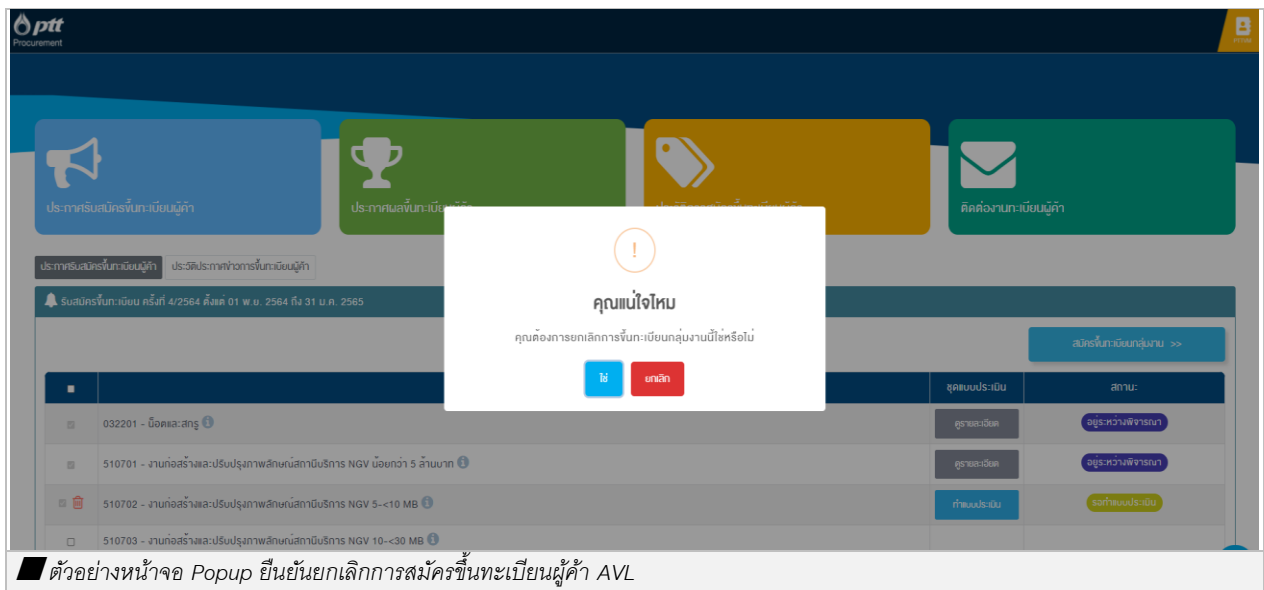 ptt
Procurement
ประกาศรับสมัครขึ้นทะเบียนผู้ค้า
ประกาศผลขึ้นทะเบียนผู้ค้า
ติดต่องานทะเบียนผู้ค้า
ประกาศรับสมัครขึ้นทะเบียนผู้ค้า
ประวัติประกาศข่าวการขึ้นทะเบียนผู้ค้า
รับสมัครขึ้นทะเบียน ครั้งที่ 4/2564 ตั้งแต่ 01 พ.ย. 2564 ถึง 31 ม.ค. 2565
!
คุณแน่ใจไหม
คุณต้องการยกเลิกการขึ้นทะเบียนกลุ่มงานนี้ใช่หรือไม่
ใช่
ยกเลิก
สมัครขึ้นทะเบียนกลุ่มงาน >>
ชุดแบบประเมิน
สถานะ
032201 - น็อตและสกรู
ดูรายละเอียด
อยู่ระหว่างพิจารณา
510701 - งานก่อสร้างและปรับปรุงภาพลักษณ์สถานีบริการ NGV น้อยกว่า 5 ล้านบาท
ดูรายละเอียด
อยู่ระหว่างพิจารณา
510702 - งานก่อสร้างและปรับปรุงภาพลักษณ์สถานีบริการ NGV 5-<10 MB
ทำแบบประเมิน
รอทำแบบประเมิน
510703 - งานก่อสร้างและปรับปรุงภาพลักษณ์สถานีบริการ NGV 10-<30 MB
ตัวอย่างหน้าจอ Popup ยืนยันยกเลิกการสมัครขึ้นทะเบียนผู้ค้า AVL